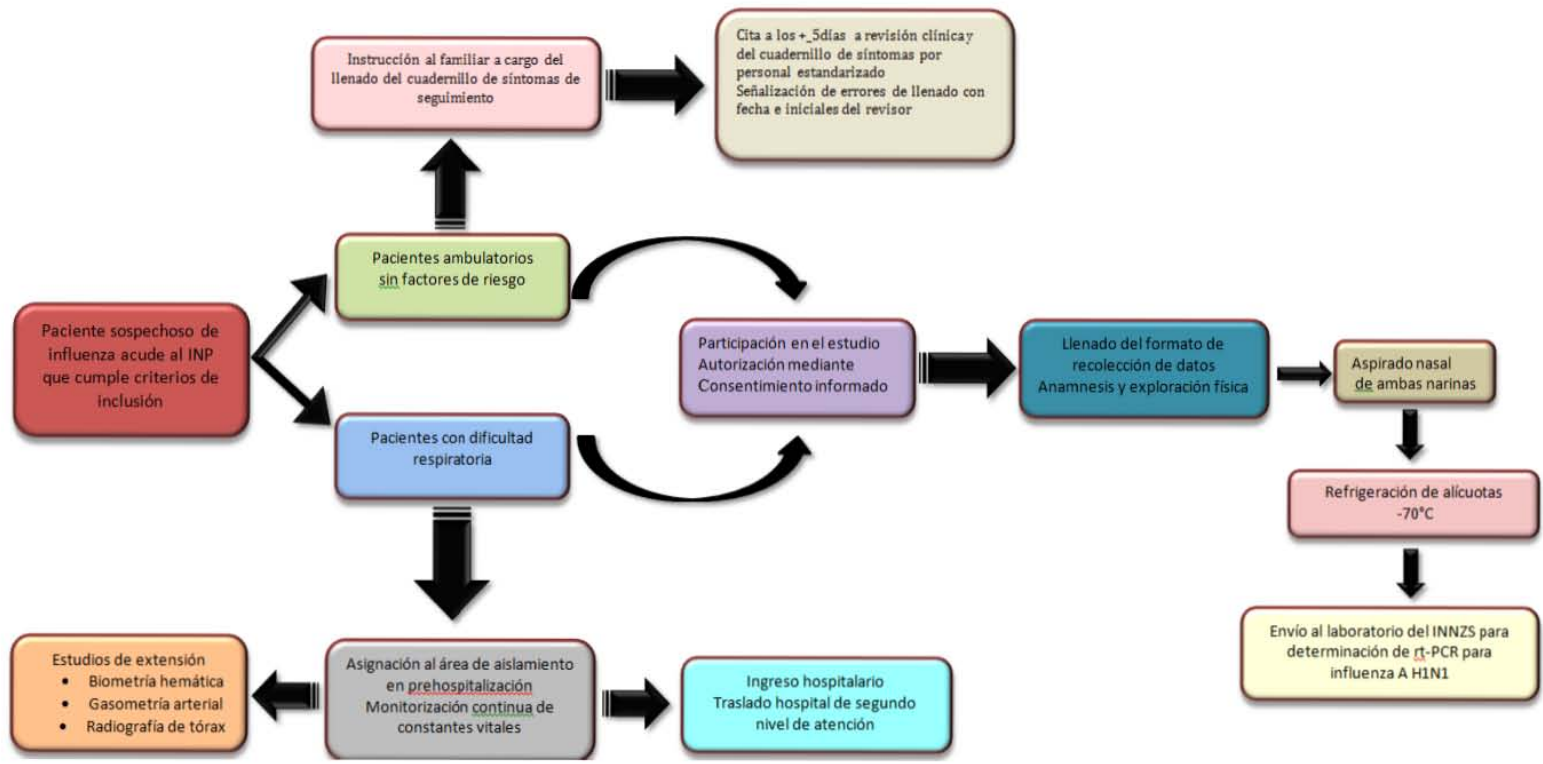 Instrucción al familiar a cargo del
llenado del cuadernillo de síntomas de
seguimiento
Cita a los +_5días a revisión clínica y
del cuadernillo de síntomas por
personal estandarizado
Señalización de errores de llenado con
fecha e iniciales del revisor
Pacientes ambulatorios
sin factores de riesgo
Paciente sospechoso de
influenza acude al INP
que cumple criterios de
inclusión
Pacientes con dificultad
respiratoria
Participación en el estudio
Autorización mediante
Consentimiento informado
Llenado del formato de
recolección de datos
Anamnesis y exploración física
Aspirado nasal
de ambas narinas
Refrigeración de alícuotas
-70°C
Envío al laboratorio del INNZS para
determinación de rt-PCR para
influenza A H1N1
Estudios de extensión
• Biometría hemática
• Gasometría arterial
• Radiografía de tórax
Asignación al área de aislamiento
en prehospitalización
Monitorización continua de
constantes vitales
Ingreso hospitalario
Traslado hospital de segundo
nivel de atención